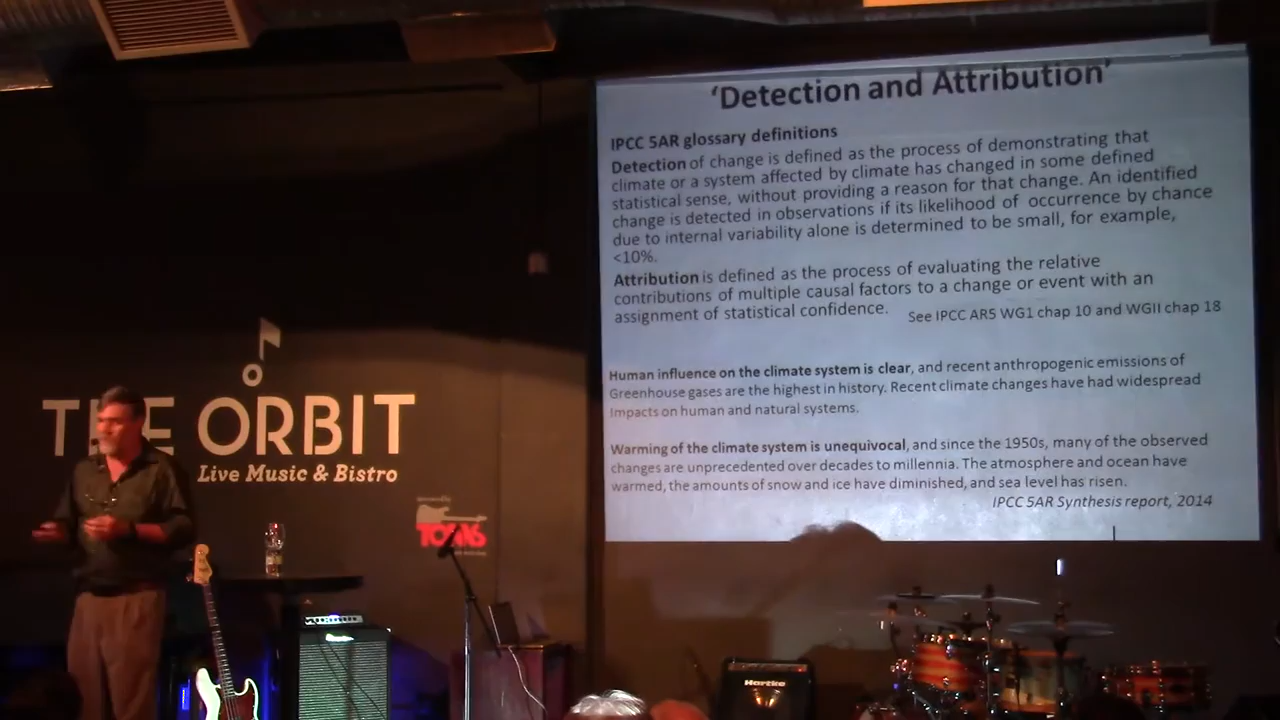 'Detection and Attribution'
IPCC 5AR glossary definitions
Detection of change is defined as the process of demonstrating that
climate or a system affected by climate has changed in some defined
statistical sense, without providing a reason for that change. An identified
change is detected in observations if its likelihood of occurrence by chance
due to internal variability alone is determined to be small, for example,
<10%.
Attribution is defined as the process of evaluating the relative
contributions of multiple causal factors to a change or event with an
assignment of statistical confidence.
See IPCC AR5 WG1 chap 10 and WGII chap 18
Human influence on the climate system is clear, and recent anthropogenic emissions of
Greenhouse gases are the highest in history. Recent climate changes have had widespread
Impacts on human and natural systems.
Warming of the climate system is unequivocal, and since the 1950s, many of the observed
changes are unprecedented over decades to millennia. The atmosphere and ocean have
warmed, the amounts of snow and ice have diminished, and sea level has risen.
IPCC 5AR Synthesis report, 2014
THE ORBIT
Live Music & Bistro
TOMS
Hartke